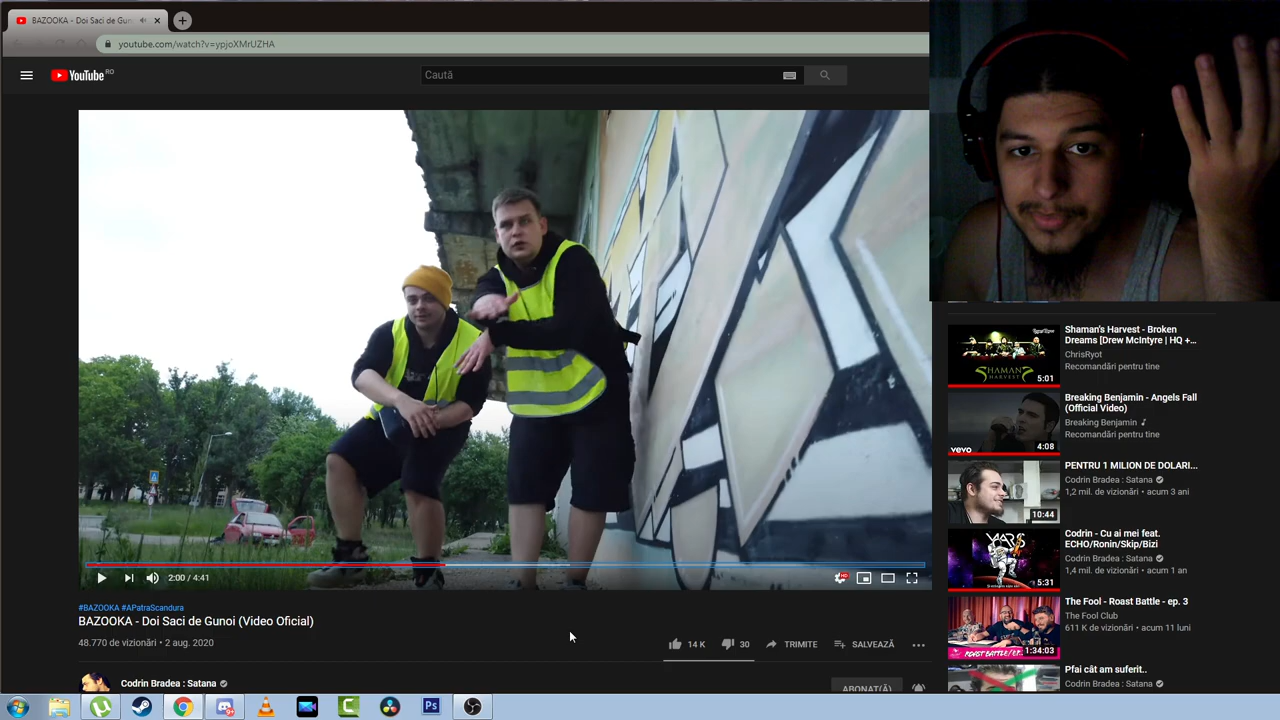 BAZOOKA - Doi Saci de Gun
youtube.com/watch?v=ypjoXMrUZHA
YouTube RO
Caută
2:00 / 4:41
HD
#BAZOOKA #APatraScandura
BAZOOKA - Doi Saci de Gunoi (Video Oficial)
48.770 de vizionări • 2 aug. 2020
14 K
30
TRIMITE
SALVEAZĂ
Codrin Bradea : Satana
ABONAT(Ă)
Shaman's Harvest - Broken
Dreams [Drew McIntyre | HQ +...
ChrisRyot
Recomandări pentru tine
5:01
Breaking Benjamin - Angels Fall
(Official Video)
Breaking Benjamin
Recomandări pentru tine
vevo
4:08
PENTRU 1 MILION DE DOLARI...
Codrin Bradea : Satana
1,2 mil. de vizionări • acum 3 ani
10:44
Codrin - Cu ai mei feat.
ECHO/Ronin/Skip/Bizi
Codrin Bradea : Satana
1,4 mil. de vizionări • acum 1 an
5:31
The Fool - Roast Battle - ep. 3
The Fool Club
611 K de vizionări • acum 11 luni
1:34:03
Pfai cât am suferit..
Codrin Bradea : Satana
Ps